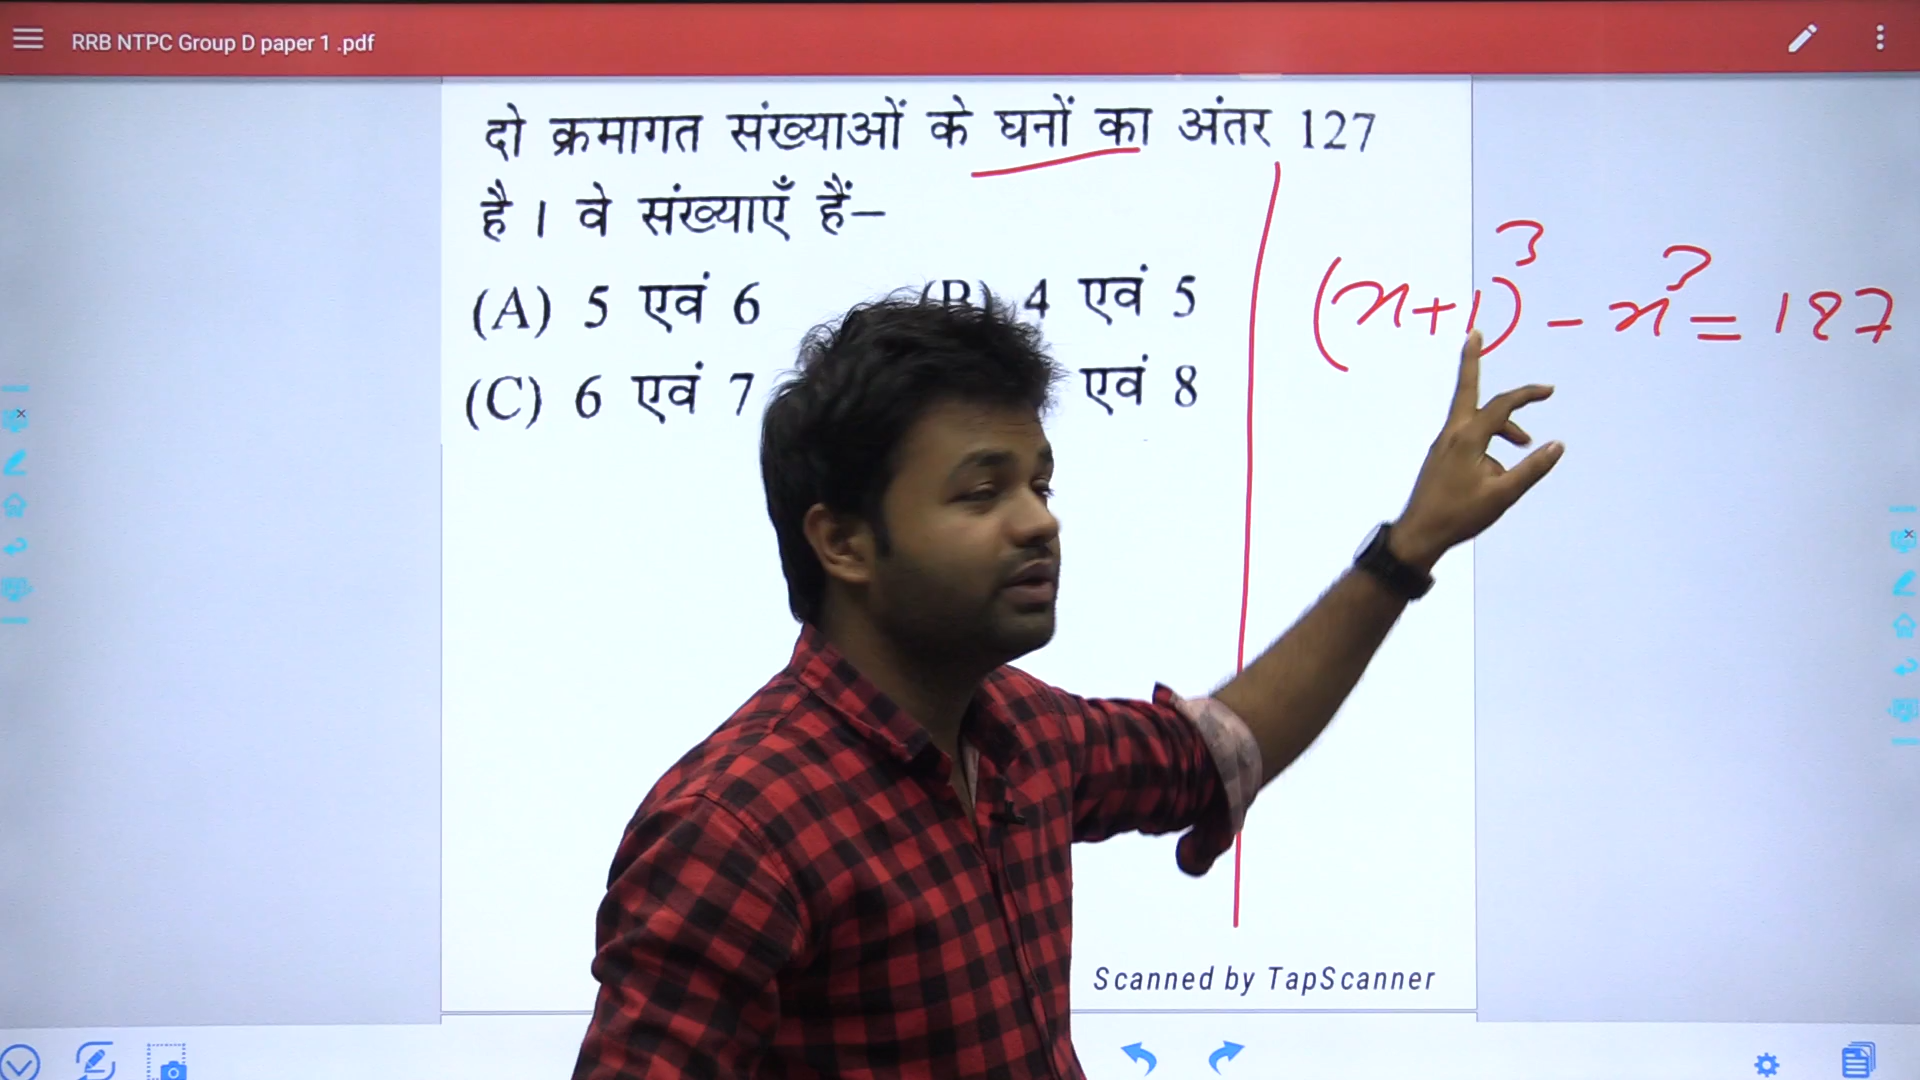 RRB NTPC Group D paper 1 .pdf
दो क्रमागत संख्याओं के घनों का अंतर 127
है । वे संख्याएँ हैं–
(A) 5 एवं 6 (B) 4 एवं 5
(C) 6 एवं 7 एवं 8
(x+1)³ - x³ = 127
Scanned by TapScanner